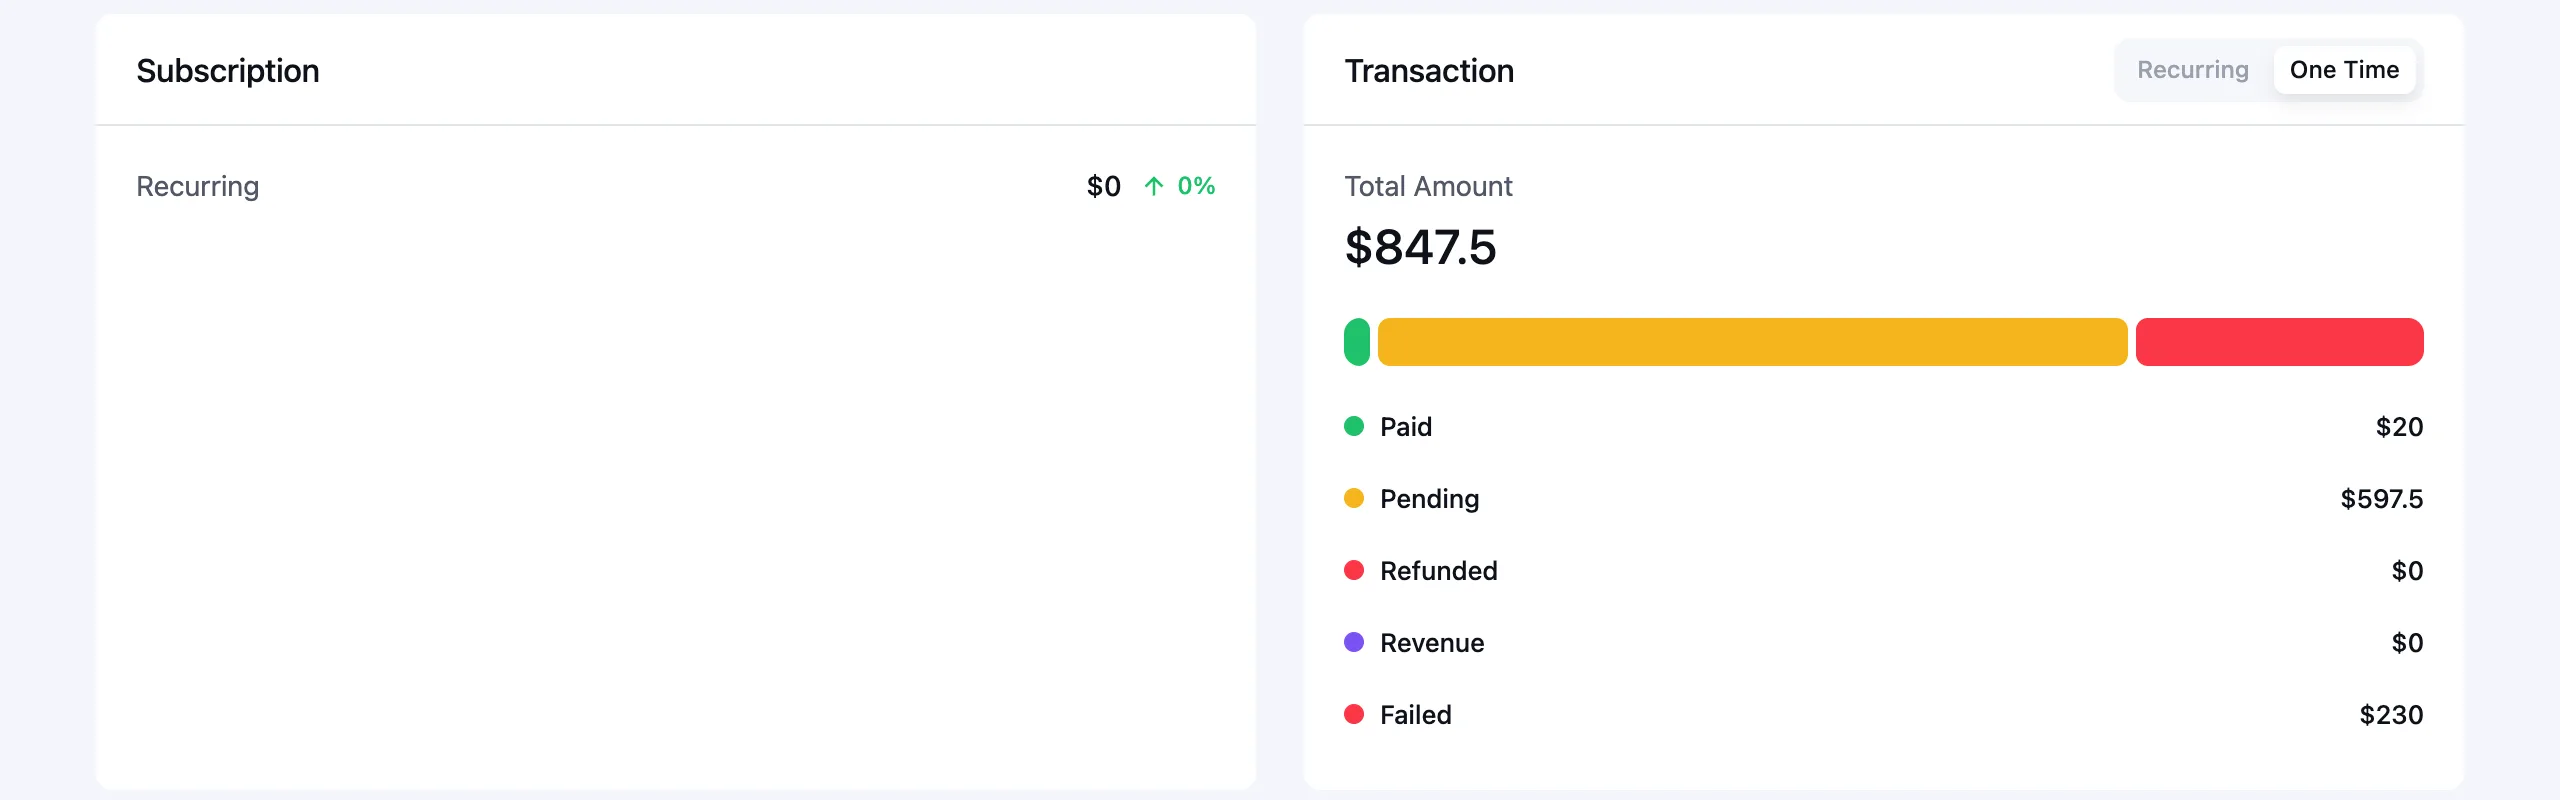 Subscription
Recurring $0 ↑ 0%
Transaction Recurring One Time
Total Amount
$847.5
Paid $20
Pending $597.5
Refunded $0
Revenue $0
Failed $230